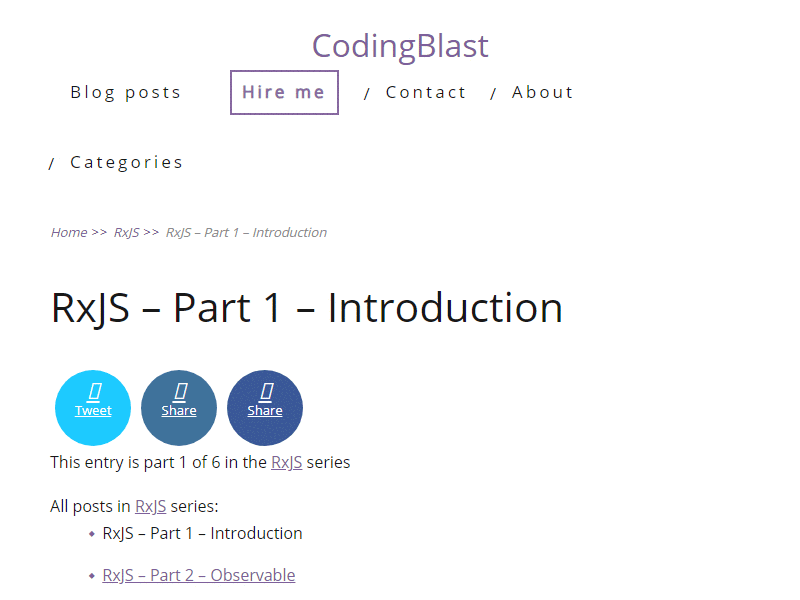 CodingBlast
Blog posts Hire me / Contact / About
/ Categories
Home >> RxJS >> RxJS – Part 1 – Introduction
RxJS – Part 1 – Introduction
Tweet Share Share
This entry is part 1 of 6 in the RxJS series
All posts in RxJS series:
• RxJS – Part 1 – Introduction
• RxJS – Part 2 – Observable